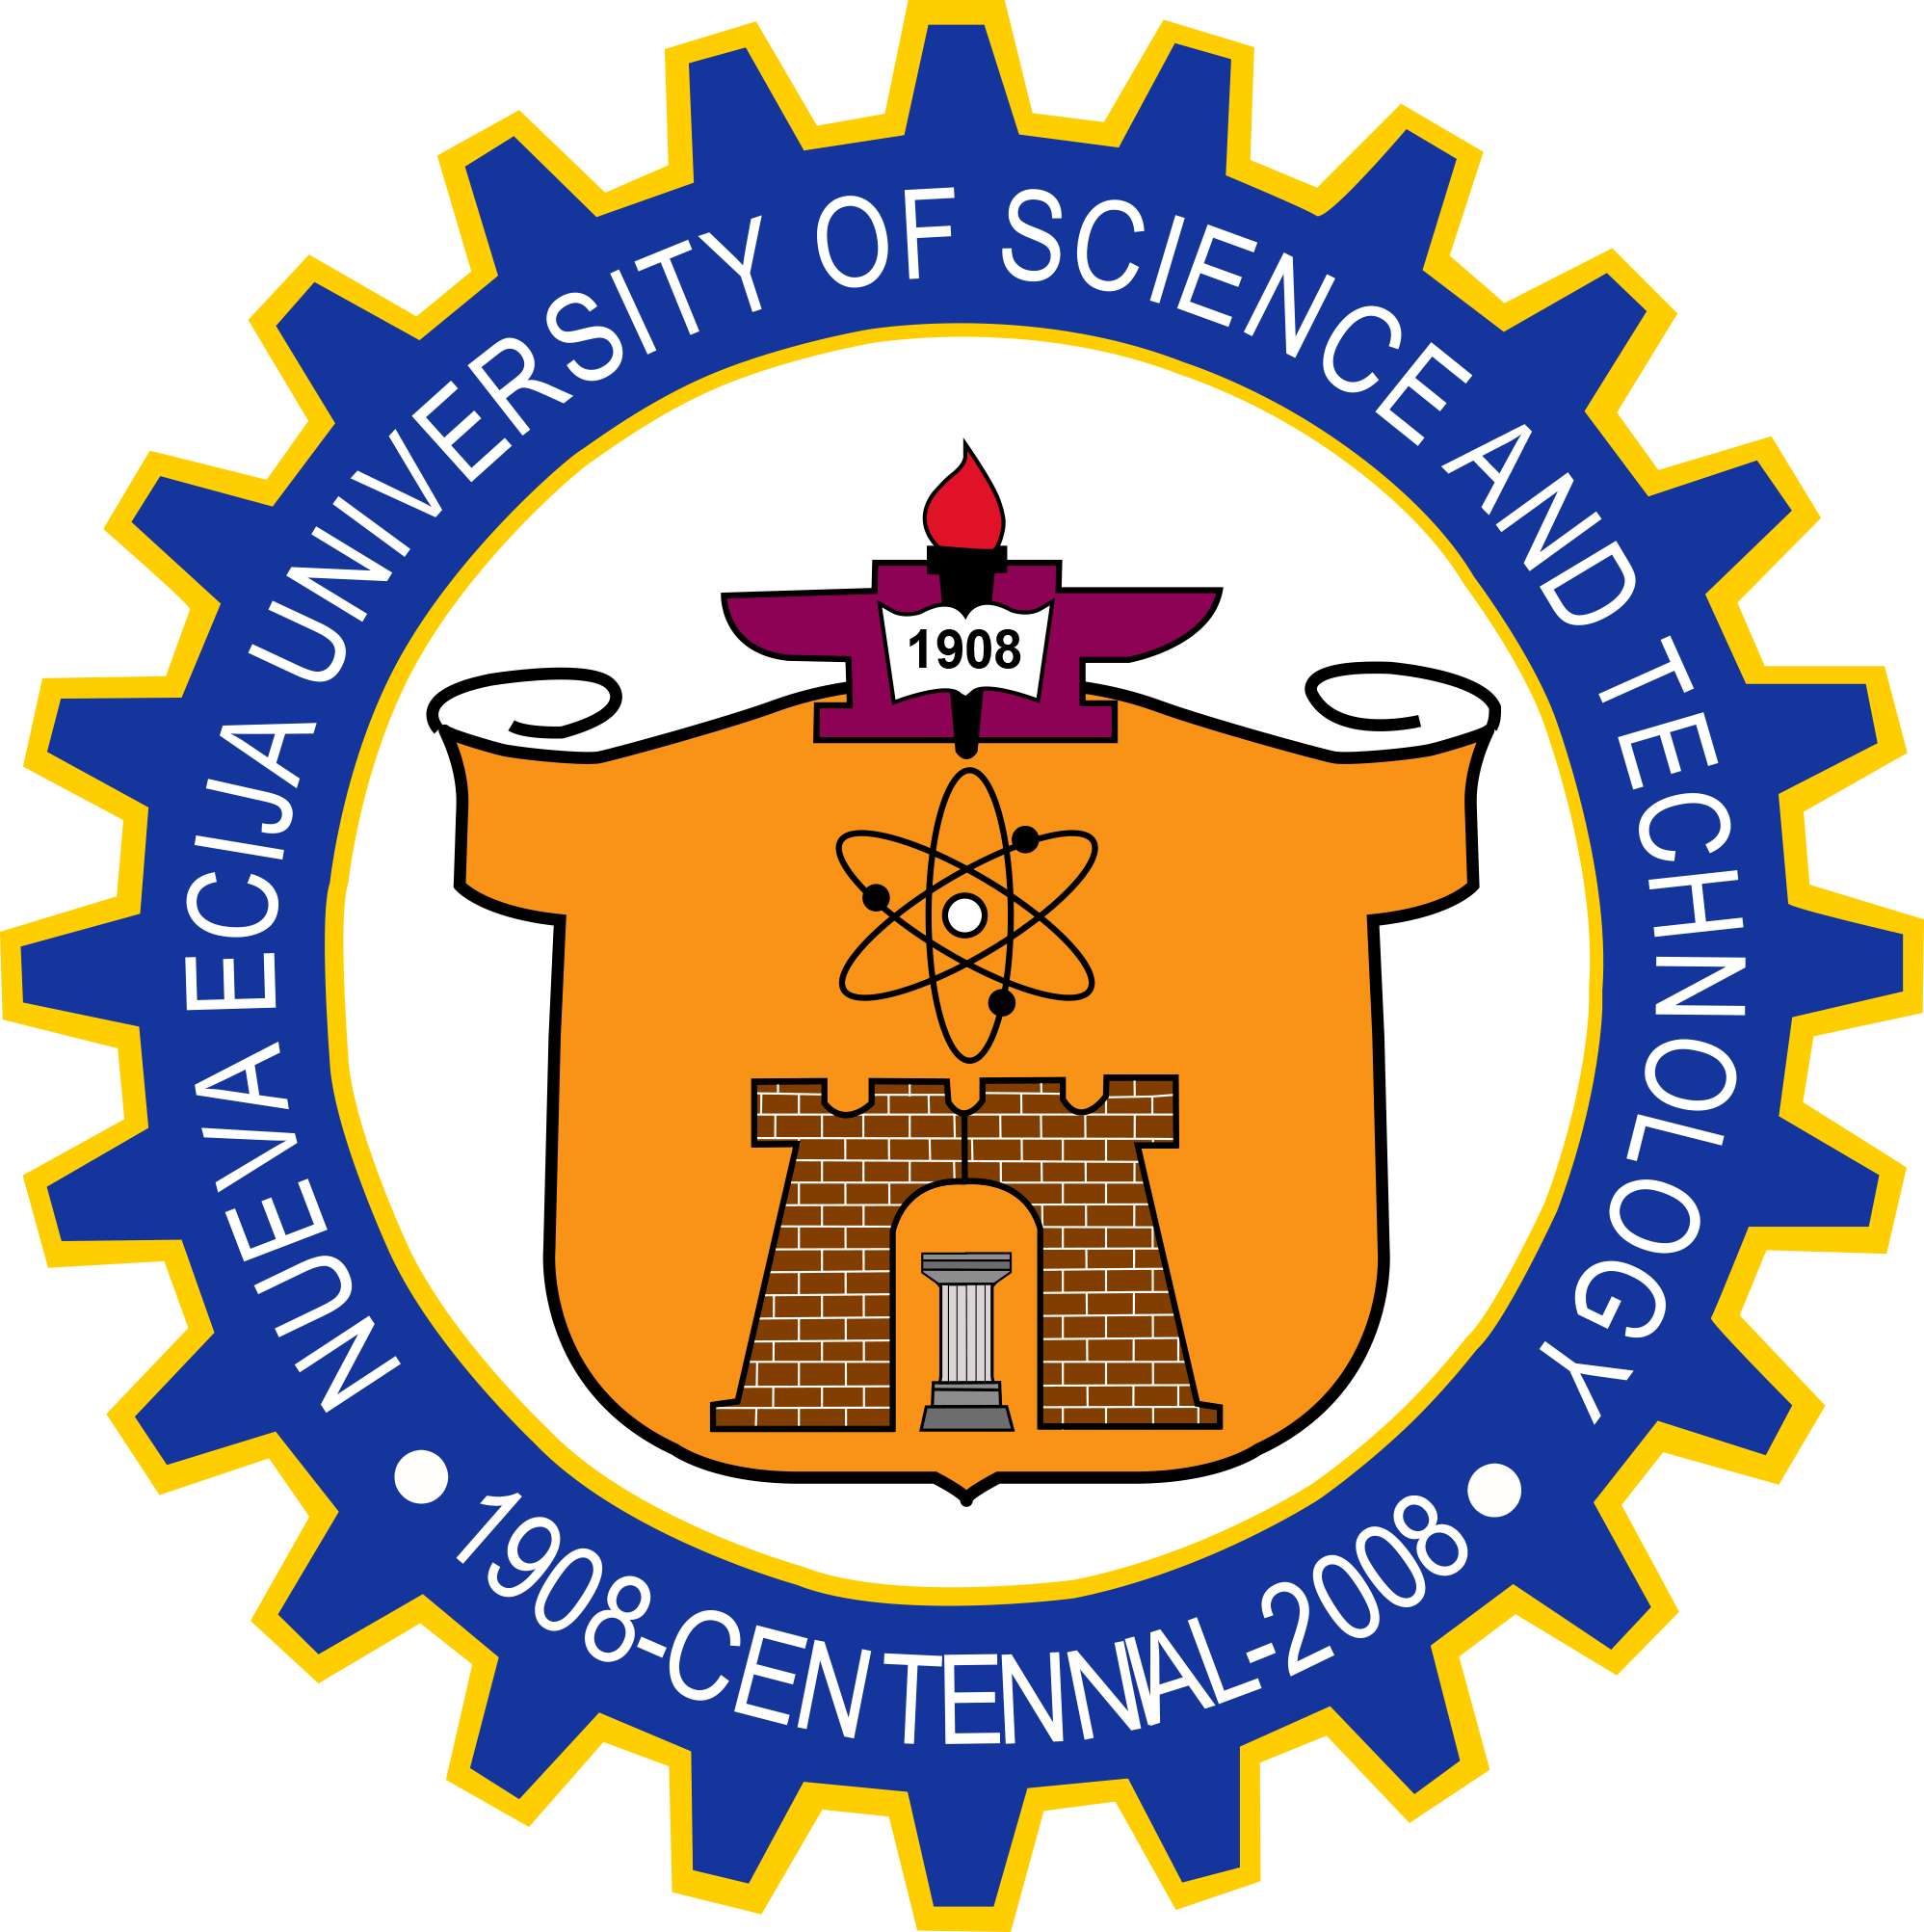 NUEVA ECIJA UNIVERSITY OF SCIENCE AND TECHNOLOGY
1908
1908-CENTENNIAL-2008